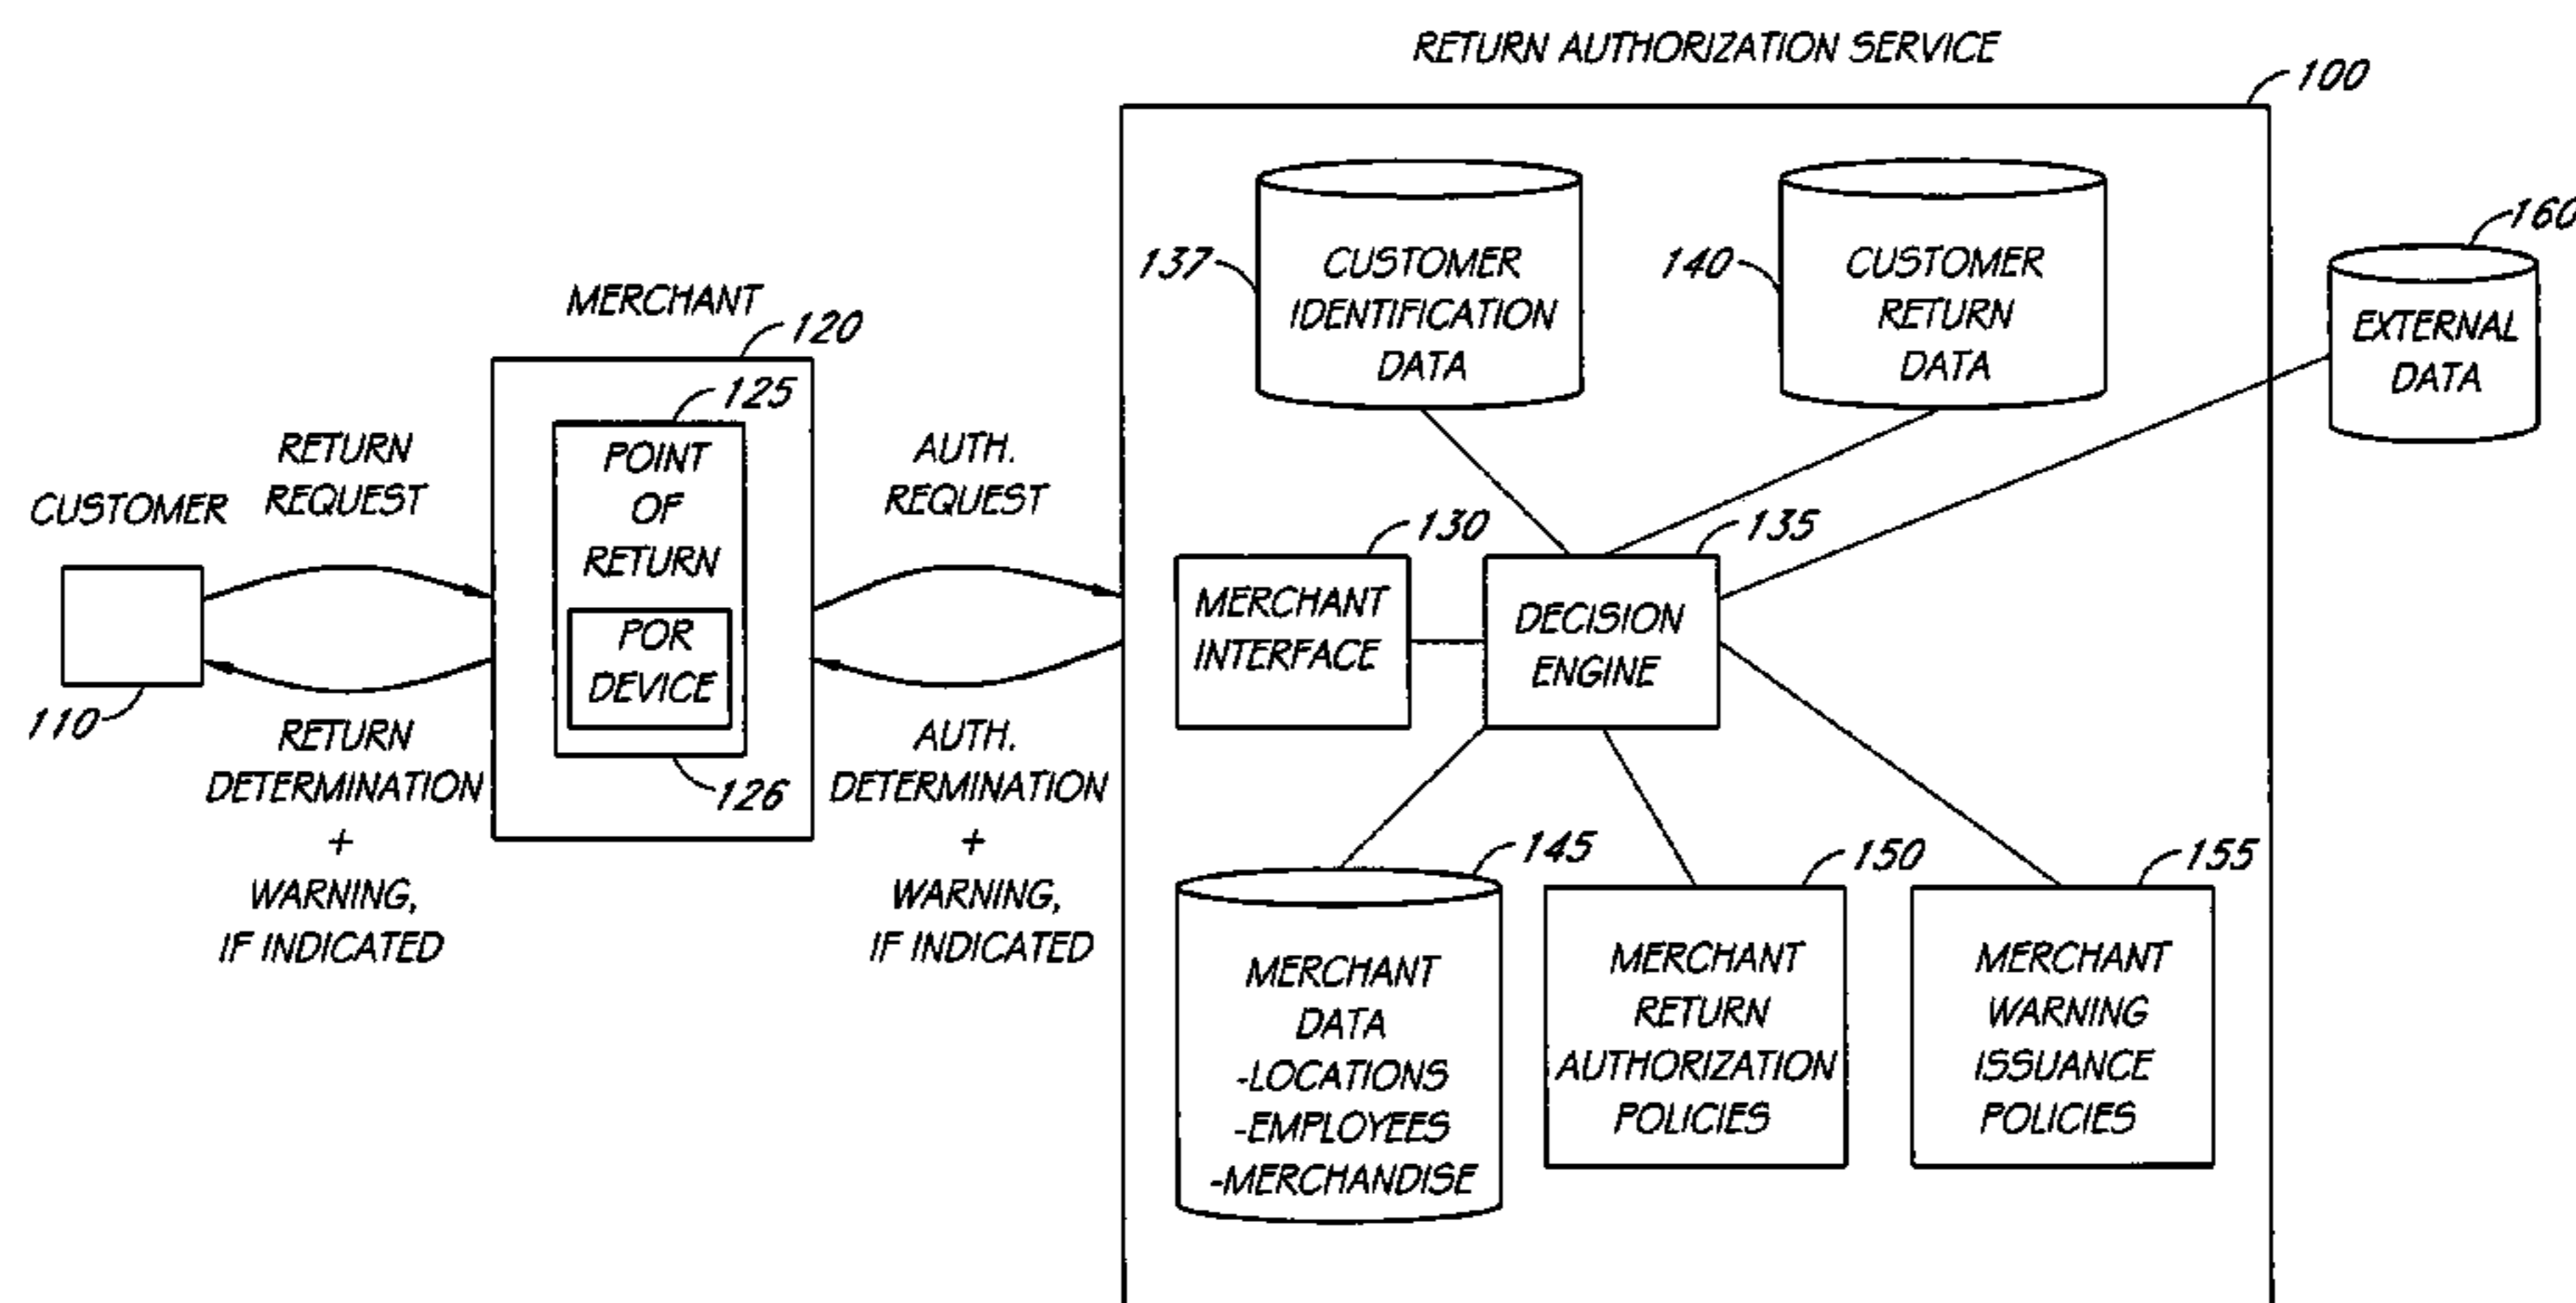 RETURN AUTHORIZATION SERVICE
100
137
CUSTOMER
IDENTIFICATION
DATA
140
CUSTOMER
RETURN
DATA
160
EXTERNAL
DATA
MERCHANT
120
125
POINT
OF
RETURN
POR
DEVICE
126
CUSTOMER
110
RETURN
REQUEST
RETURN
DETERMINATION
+
WARNING,
IF INDICATED
AUTH.
REQUEST
AUTH.
DETERMINATION
+
WARNING,
IF INDICATED
130
MERCHANT
INTERFACE
135
DECISION
ENGINE
145
MERCHANT
DATA
-LOCATIONS
-EMPLOYEES
-MERCHANDISE
150
MERCHANT
RETURN
AUTHORIZATION
POLICIES
155
MERCHANT
WARNING
ISSUANCE
POLICIES